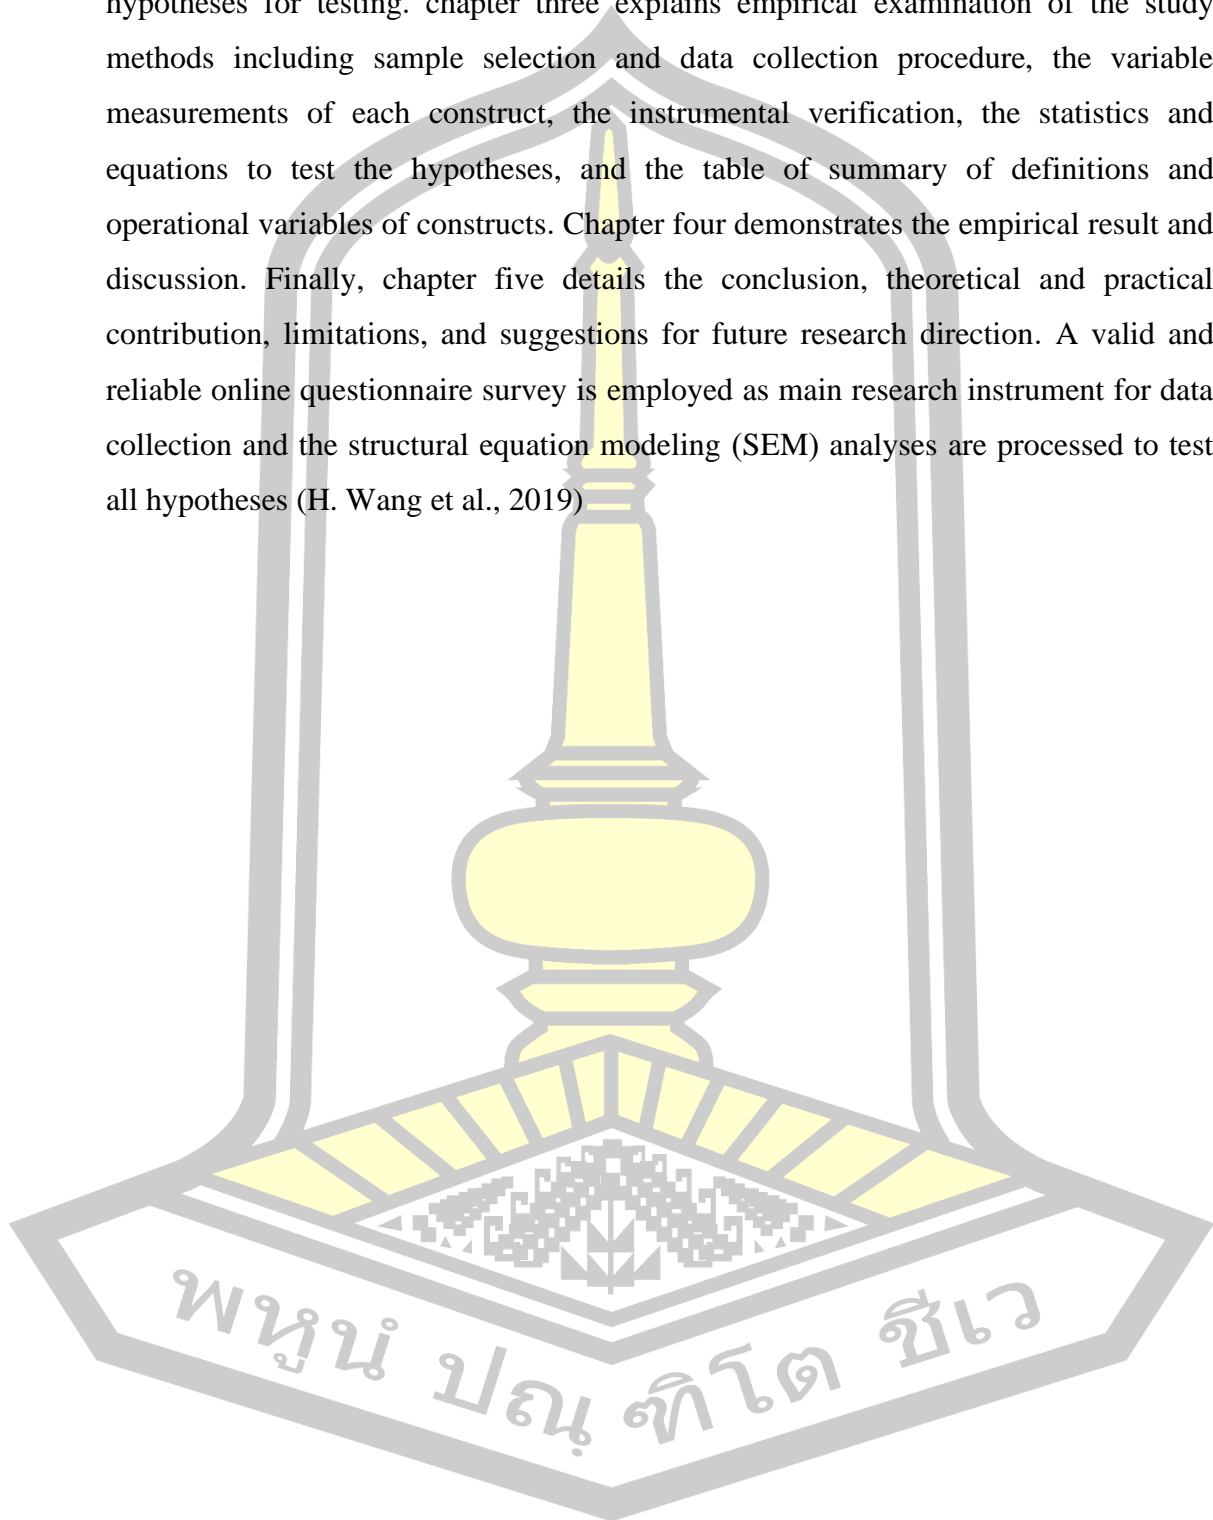 hypotheses for testing. chapter three explains empirical examination of the study
methods including sample selection and data collection procedure, the variable
measurements of each construct, the instrumental verification, the statistics and
equations to test the hypotheses, and the table of summary of definitions and
operational variables of constructs. Chapter four demonstrates the empirical result and
discussion. Finally, chapter five details the conclusion, theoretical and practical
contribution, limitations, and suggestions for future research direction. A valid and
reliable online questionnaire survey is employed as main research instrument for data
collection and the structural equation modeling (SEM) analyses are processed to test
all hypotheses (H. Wang et al., 2019)
พหูนํ ปณฺ ฑิโต ชีเว